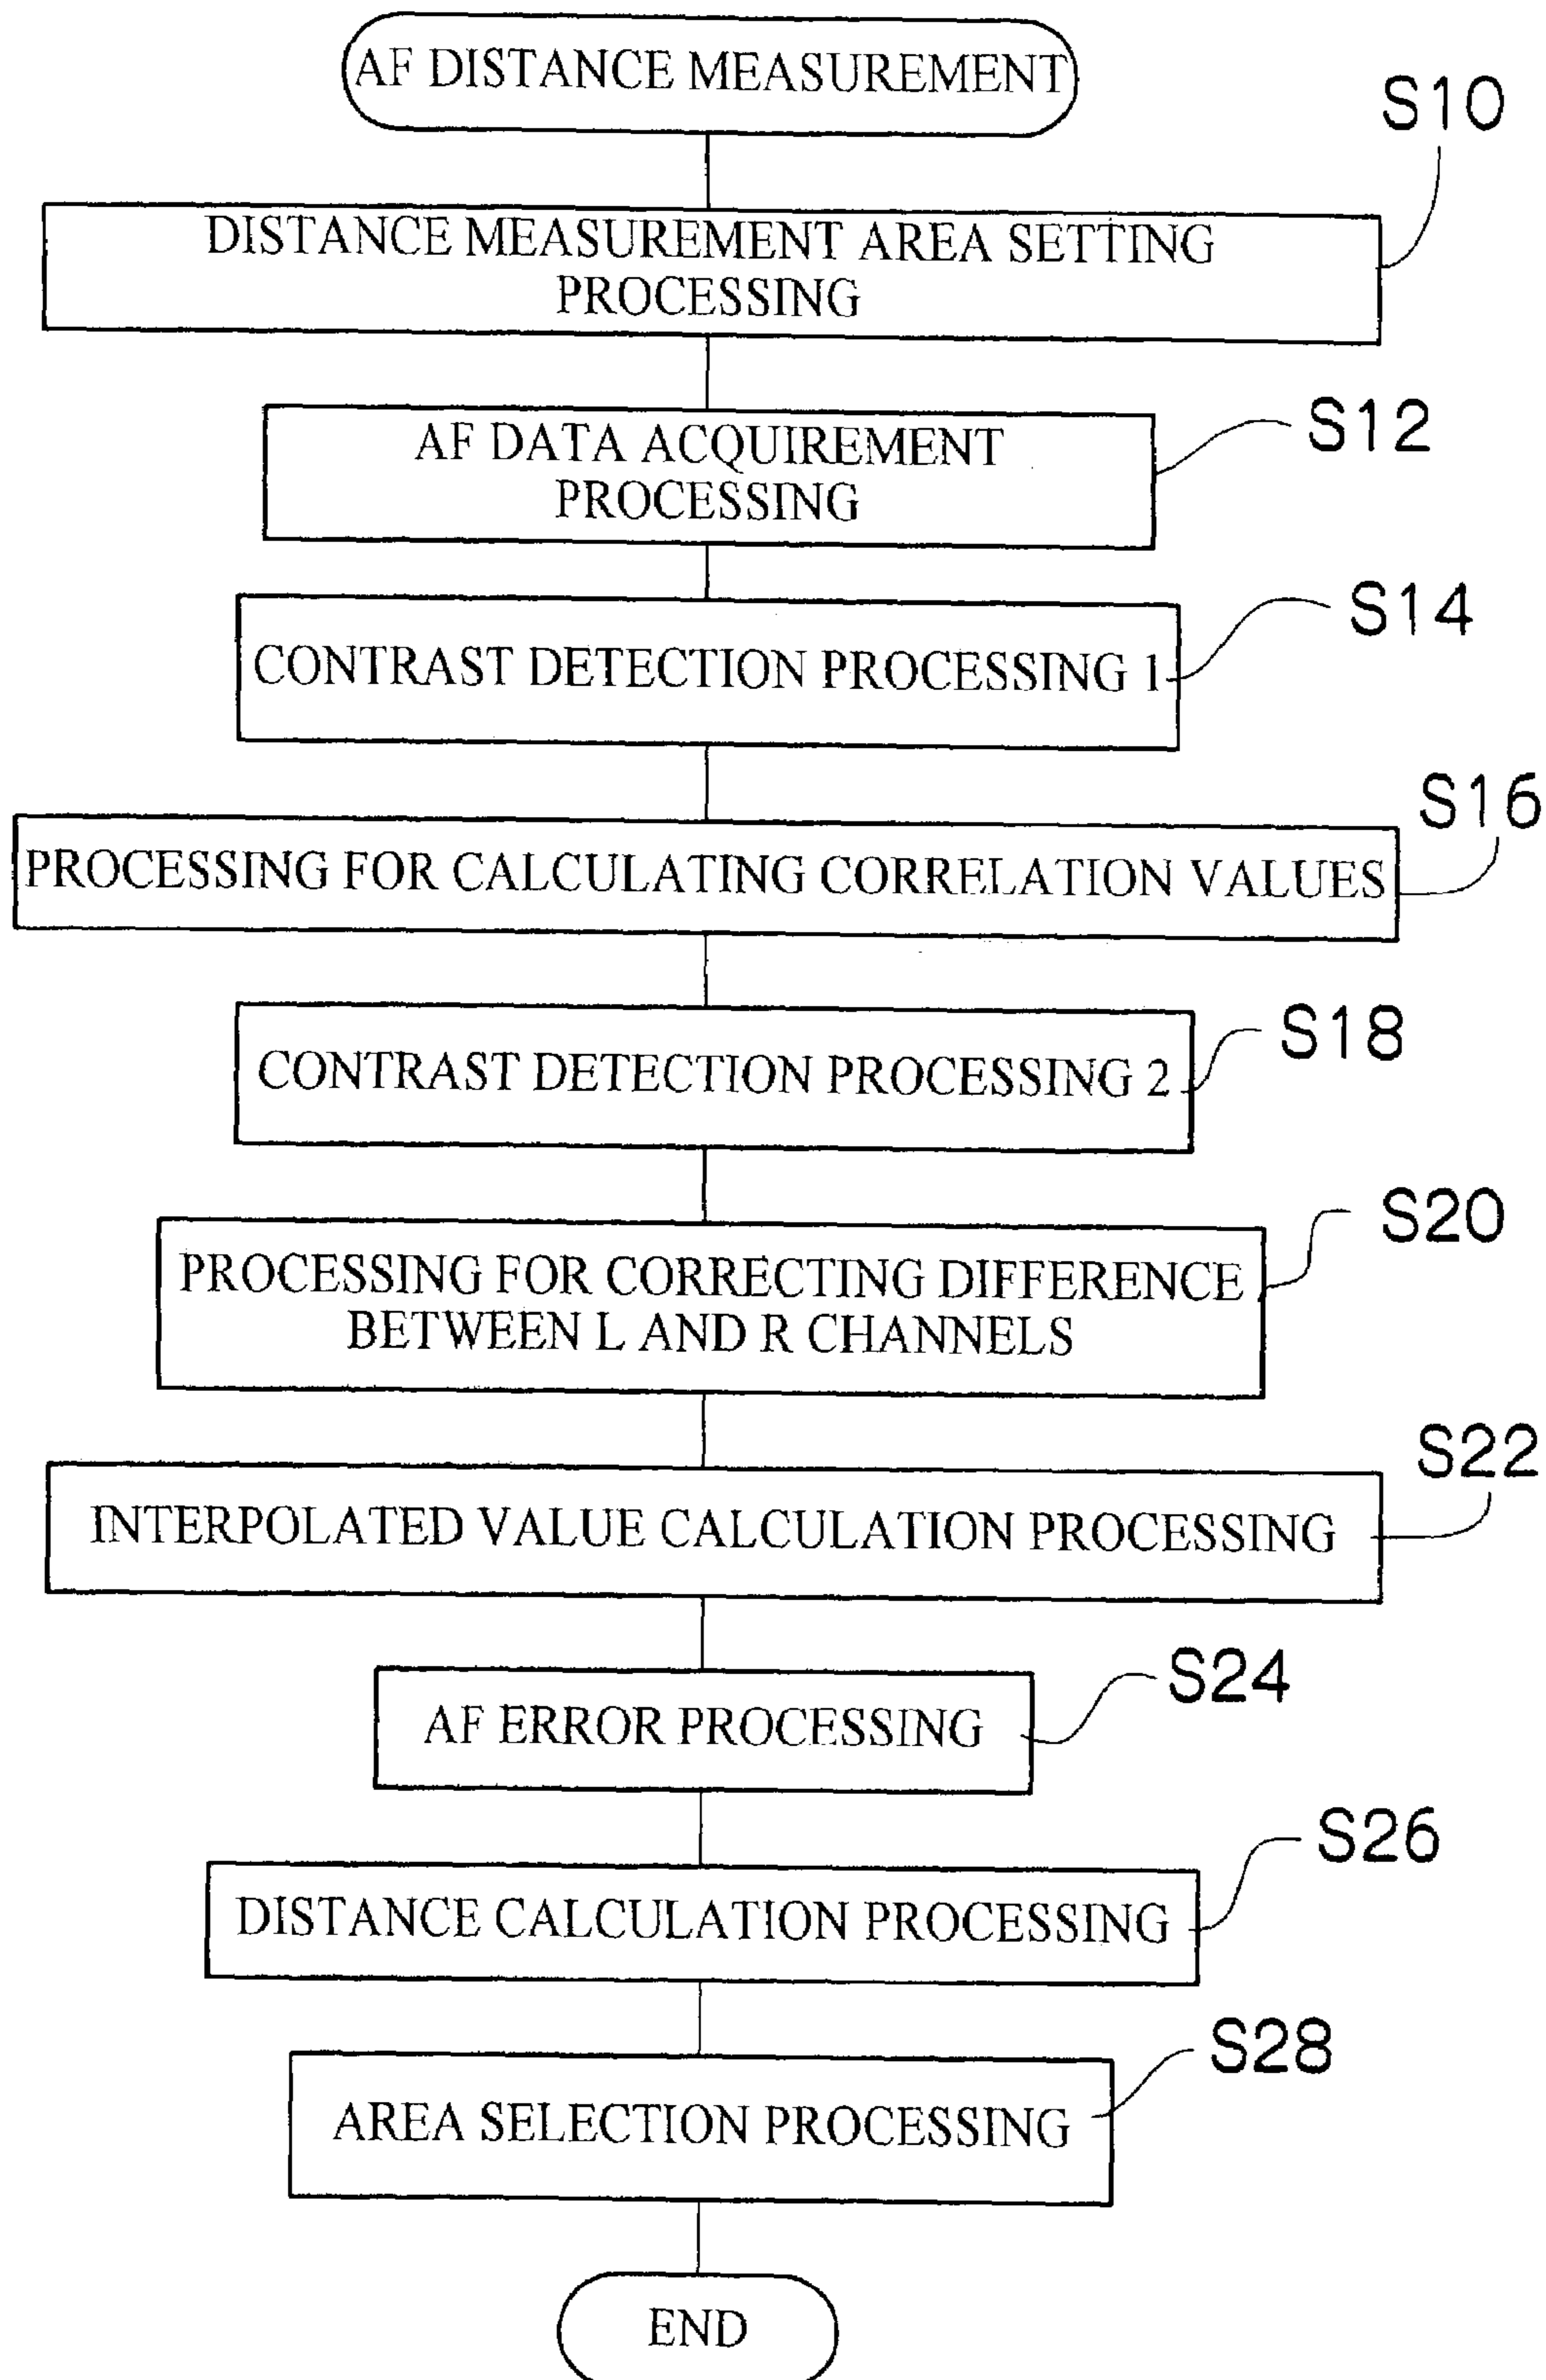 AF DISTANCE MEASUREMENT
S10
DISTANCE MEASUREMENT AREA SETTING
PROCESSING
S12
AF DATA ACQUIREMENT
PROCESSING
S14
CONTRAST DETECTION PROCESSING 1
S16
PROCESSING FOR CALCULATING CORRELATION VALUES
S18
CONTRAST DETECTION PROCESSING 2
S20
PROCESSING FOR CORRECTING DIFFERENCE
BETWEEN L AND R CHANNELS
S22
INTERPOLATED VALUE CALCULATION PROCESSING
S24
AF ERROR PROCESSING
S26
DISTANCE CALCULATION PROCESSING
S28
AREA SELECTION PROCESSING
END